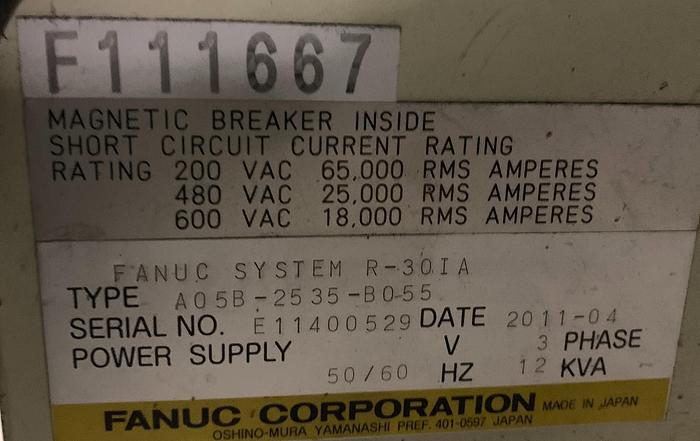 F111667
MAGNETIC BREAKER INSIDE
SHORT CIRCUIT CURRENT RATING
RATING 200 VAC 65,000 RMS AMPERES
480 VAC 25,000 RMS AMPERES
600 VAC 18,000 RMS AMPERES
FANUC SYSTEM R-30IA
TYPE A05B-2535-B055
SERIAL NO. E11400529 DATE 2011-04
POWER SUPPLY V 3 PHASE
50/60 HZ 12 KVA
FANUC CORPORATION MADE IN JAPAN
OSHINO-MURA YAMANASHI PREF. 401-0597 JAPAN